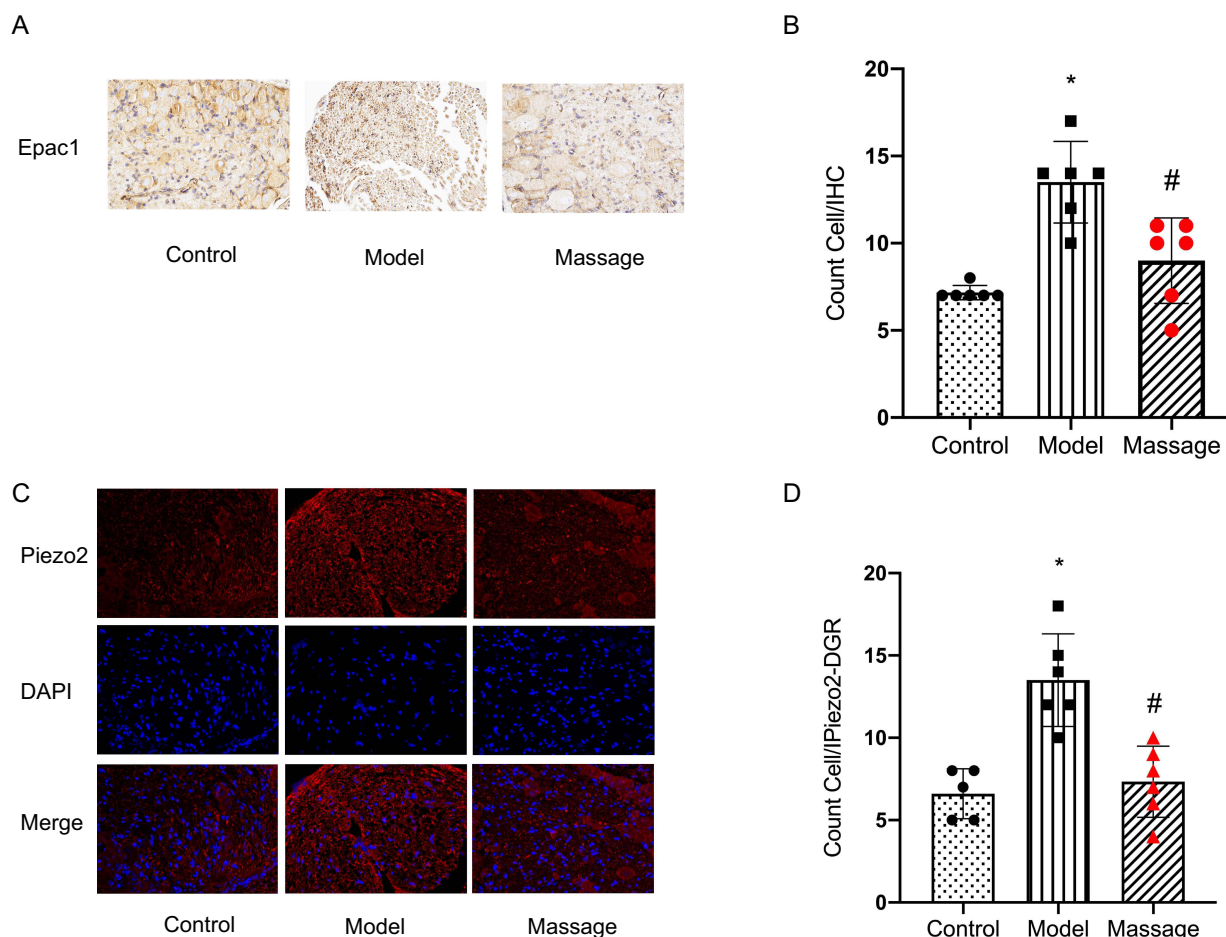 A
Epac1
Control Model Massage
B
Count Cell/IHC
20
15
10
5
0
*
#
Control Model Massage
C
Piezo2
DAPI
Merge
Control Model Massage
D
Count Cell/IPiezo2-DGR
20
15
10
5
0
*
#
Control Model Massage